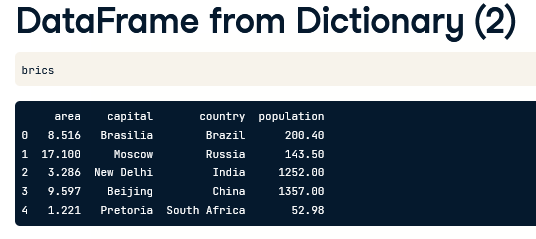 DataFrame from Dictionary (2)
brics
area capital country population
0 8.516 Brasilia Brazil 200.40
1 17.100 Moscow Russia 143.50
2 3.286 New Delhi India 1252.00
3 9.597 Beijing China 1357.00
4 1.221 Pretoria South Africa 52.98